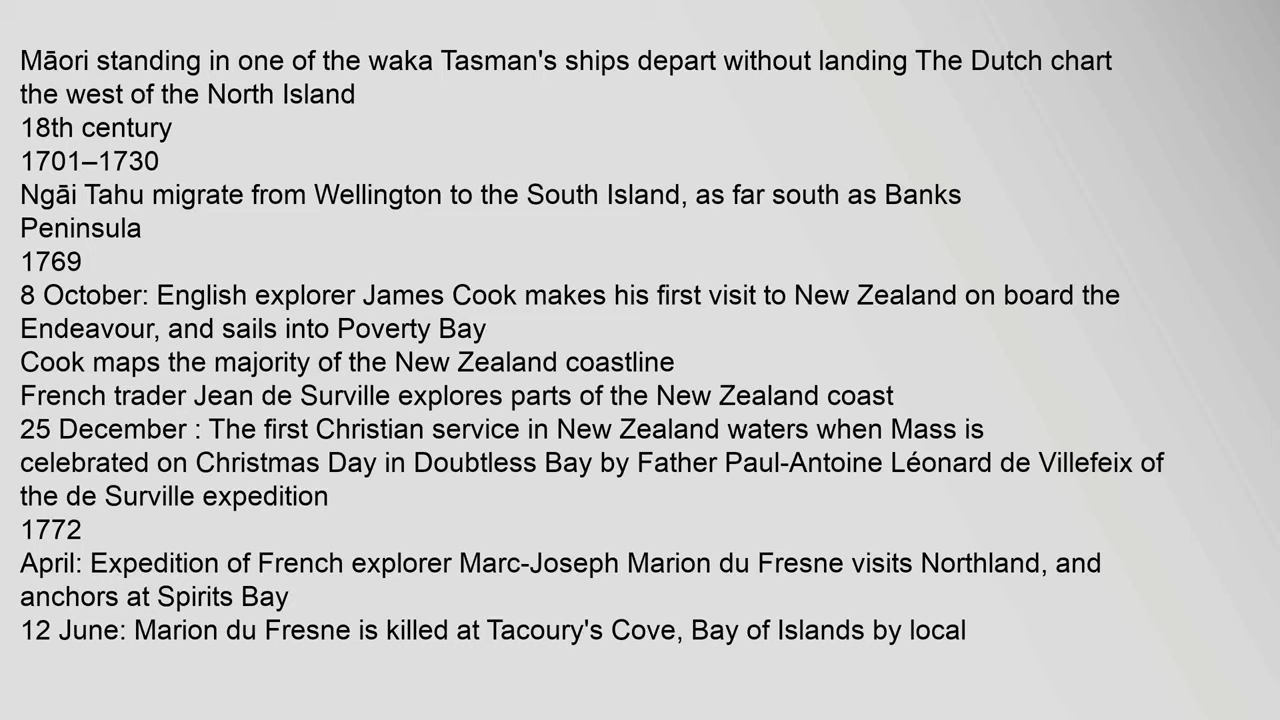 Māori standing in one of the waka Tasman's ships depart without landing The Dutch chart
the west of the North Island
18th century
1701–1730
Ngāi Tahu migrate from Wellington to the South Island, as far south as Banks
Peninsula
1769
8 October: English explorer James Cook makes his first visit to New Zealand on board the
Endeavour, and sails into Poverty Bay
Cook maps the majority of the New Zealand coastline
French trader Jean de Surville explores parts of the New Zealand coast
25 December : The first Christian service in New Zealand waters when Mass is
celebrated on Christmas Day in Doubtless Bay by Father Paul-Antoine Léonard de Villefeix of
the de Surville expedition
1772
April: Expedition of French explorer Marc-Joseph Marion du Fresne visits Northland, and
anchors at Spirits Bay
12 June: Marion du Fresne is killed at Tacoury's Cove, Bay of Islands by local